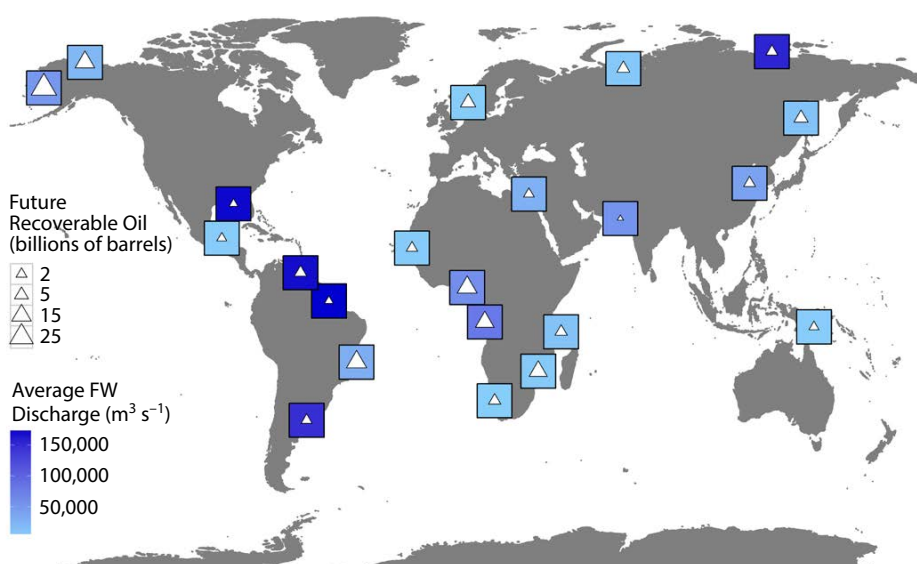 Future
Recoverable Oil
(billions of barrels)
2
5
15
25
Average FW
Discharge (m³ s⁻¹)
150,000
100,000
50,000